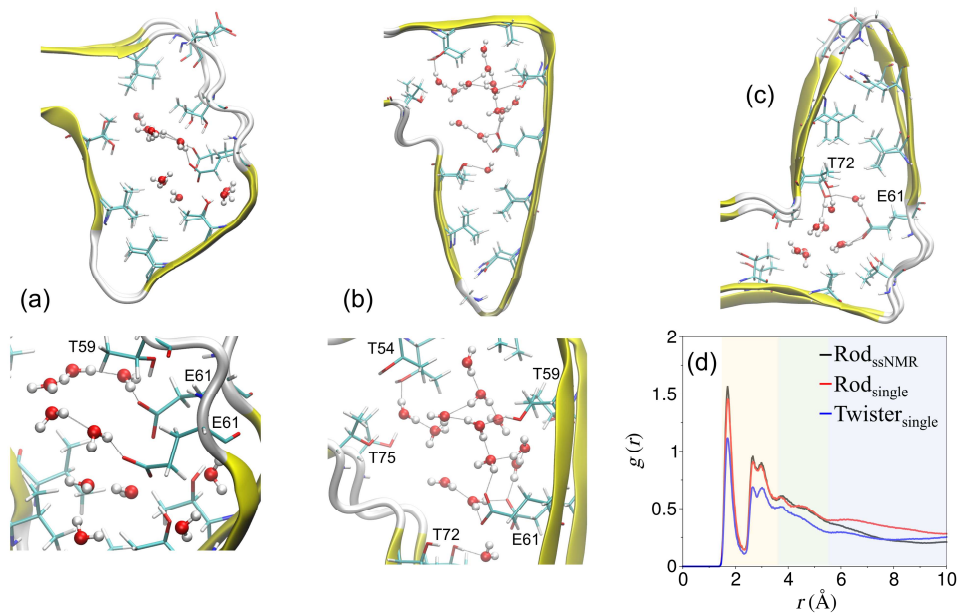 (a)
(b)
(c)
T72
E61
T59
E61
E61
T54
T59
T75
T72
E61
(d)
Rod_ssNMR
Rod_single
Twister_single
2
1.5
1
0.5
0
g (r)
0 2 4 6 8 10
r (Å)